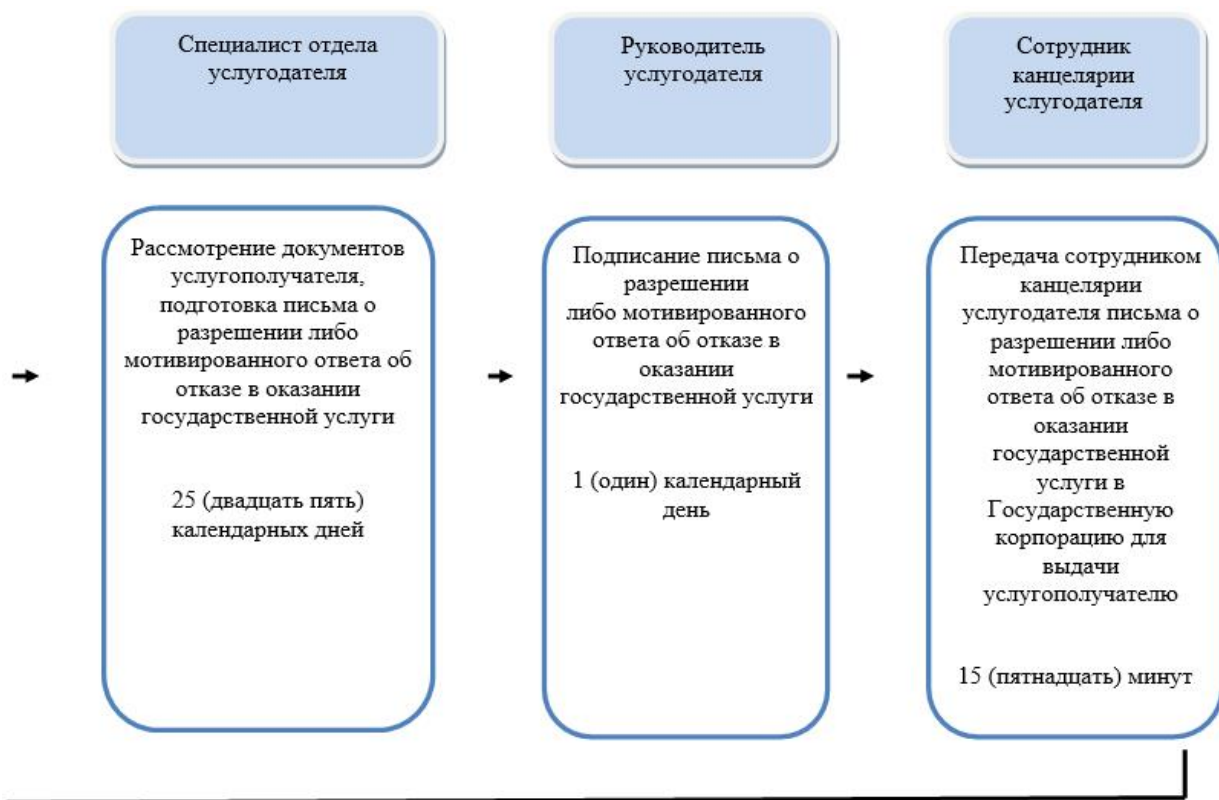 Специалист отдела
услугодателя
Руководитель
услугодателя
Сотрудник
канцелярии
услугодателя
Рассмотрение документов
услугополучателя,
подготовка письма о
разрешении либо
мотивированного ответа об
отказе в оказании
государственной услуги
25 (двадцать пять)
календарных дней
Подписание письма о
разрешении
либо мотивированного
ответа об отказе в
оказании
государственной услуги
1 (один) календарный
день
Передача сотрудником
канцелярии
услугодателя письма о
разрешении либо
мотивированного
ответа об отказе в
оказании
государственной
услуги в
Государственную
корпорацию для
выдачи
услугополучателю
15 (пятнадцать) минут